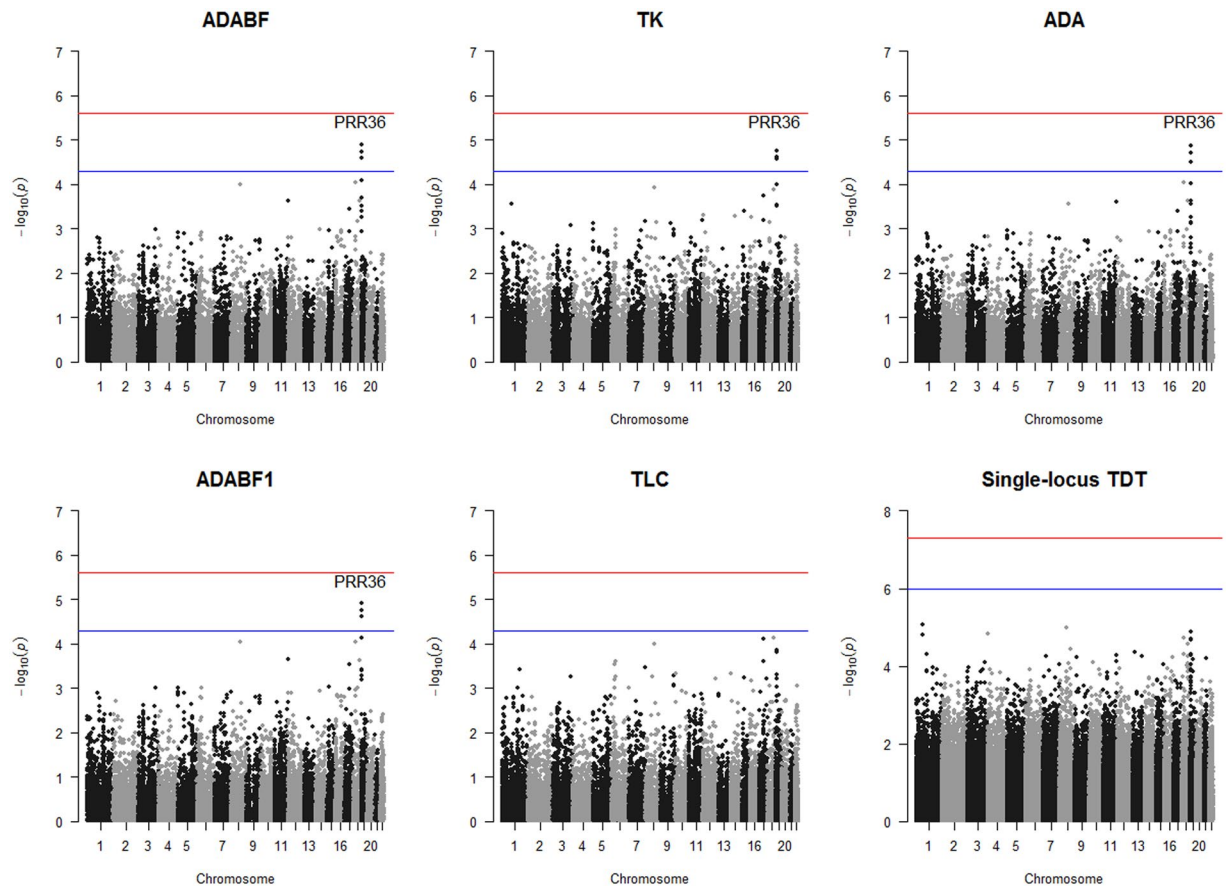 ADABF TK ADA
7 7 7
6 6 6
PRR36 PRR36 PRR36
5 5 5
4 4 4
3 3 3
2 2 2
1 1 1
0 0 0
−log10(p) −log10(p) −log10(p)
1 2 3 4 5 7 9 11 13 16 20 1 2 3 4 5 7 9 11 13 16 20 1 2 3 4 5 7 9 11 13 16 20
Chromosome Chromosome Chromosome
ADABF1 TLC Single-locus TDT
7 7 8
6 6 6
PRR36
5 5
4 4 4
3 3
2 2 2
1 1
0 0 0
−log10(p) −log10(p) −log10(p)
1 2 3 4 5 7 9 11 13 16 20 1 2 3 4 5 7 9 11 13 16 20 1 2 3 4 5 7 9 11 13 16 20
Chromosome Chromosome Chromosome